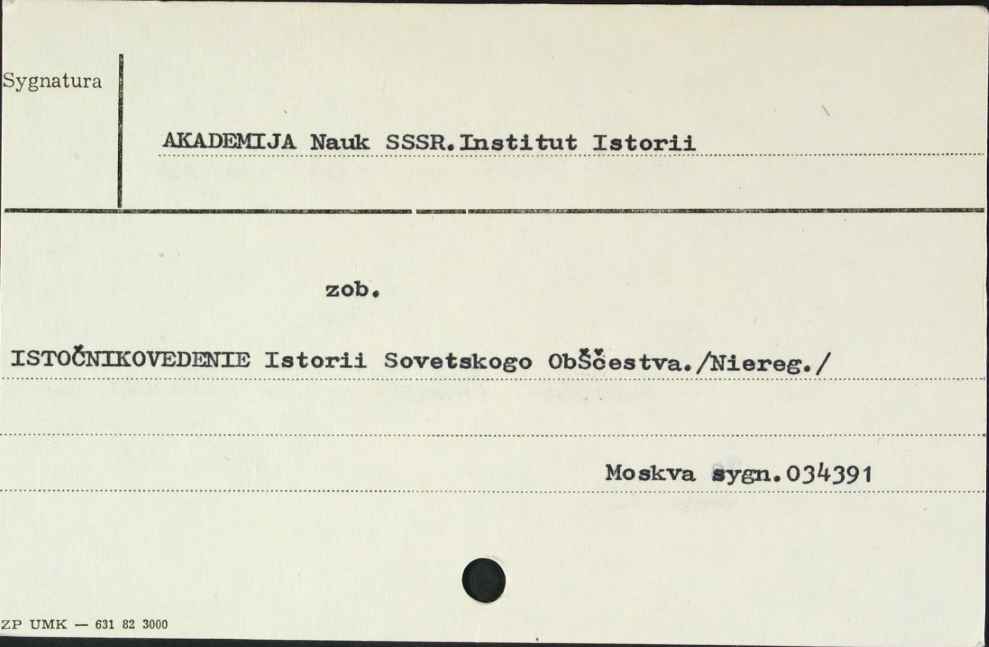 Sygnatura
AKADEMIJA Nauk SSSR.Institut Istorii
zob.
ISTOČNIKOVEDENIE Istorii Sovetskogo ObŠčestva./Niereg./
Moskva sygn.034391
ZP UMK — 631 82 3000